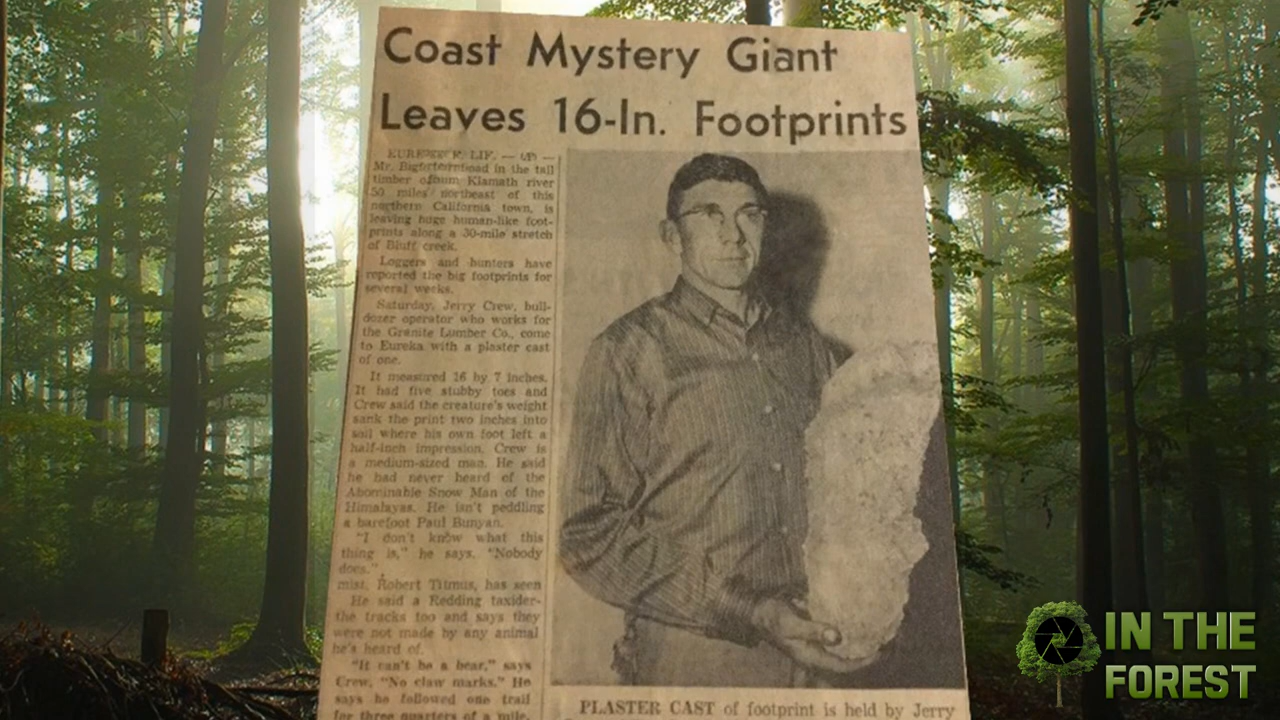 Coast Mystery Giant
Leaves 16-In. Footprints
Mr. in the tall
timber Klamath river
50 miles northeast of this
northern California town, is
leaving huge human-like foot-
prints along a 30-mile stretch
of Bluff creek.
Loggers and hunters have
reported the big footprints for
several weeks.
Saturday, Jerry Crew, bull-
dozer operator who works for
the Granite Lumber Co., come
to Eureka with a plaster cast
of one.
It measured 16 by 7 inches.
It had five stubby toes and
Crew said the creature's weight
sank the print two inches into
soil where his own foot left a
half-inch impression. Crew is
a medium-sized man. He said
he had never heard of the
Abominable Snow Man of the
Himalayas. He isn't peddling
a barefoot Paul Bunyan.
"I don't know what this
thing is," he says. "Nobody
does."
mist, Robert Titmus, has seen
He said a Redding taxider-
the tracks too and says they
were not made by any animal
he's heard of.
"It can't be a bear," says
Crew, "No claw marks." He
says he followed one trail
for three quarters of a mile,
PLASTER CAST of footprint is held by Jerry
IN THE
FOREST